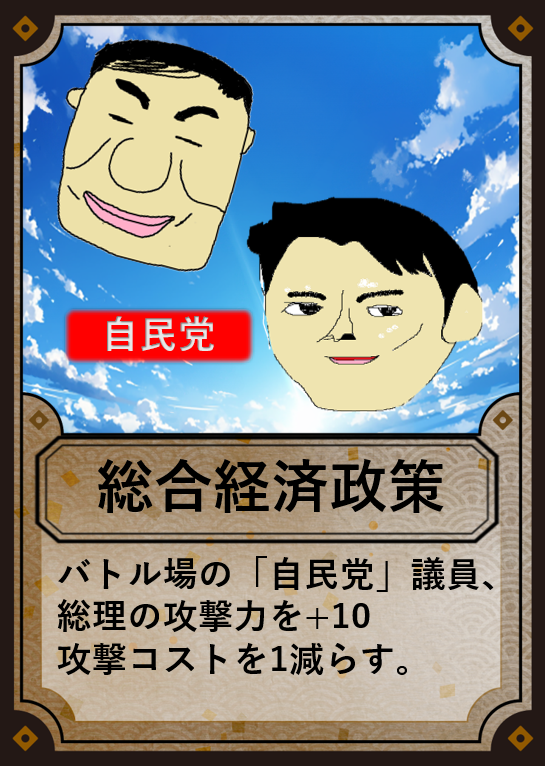 自民党
総合経済政策
バトル場の「自民党」議員、
総理の攻撃力を+10
攻撃コストを1減らす。